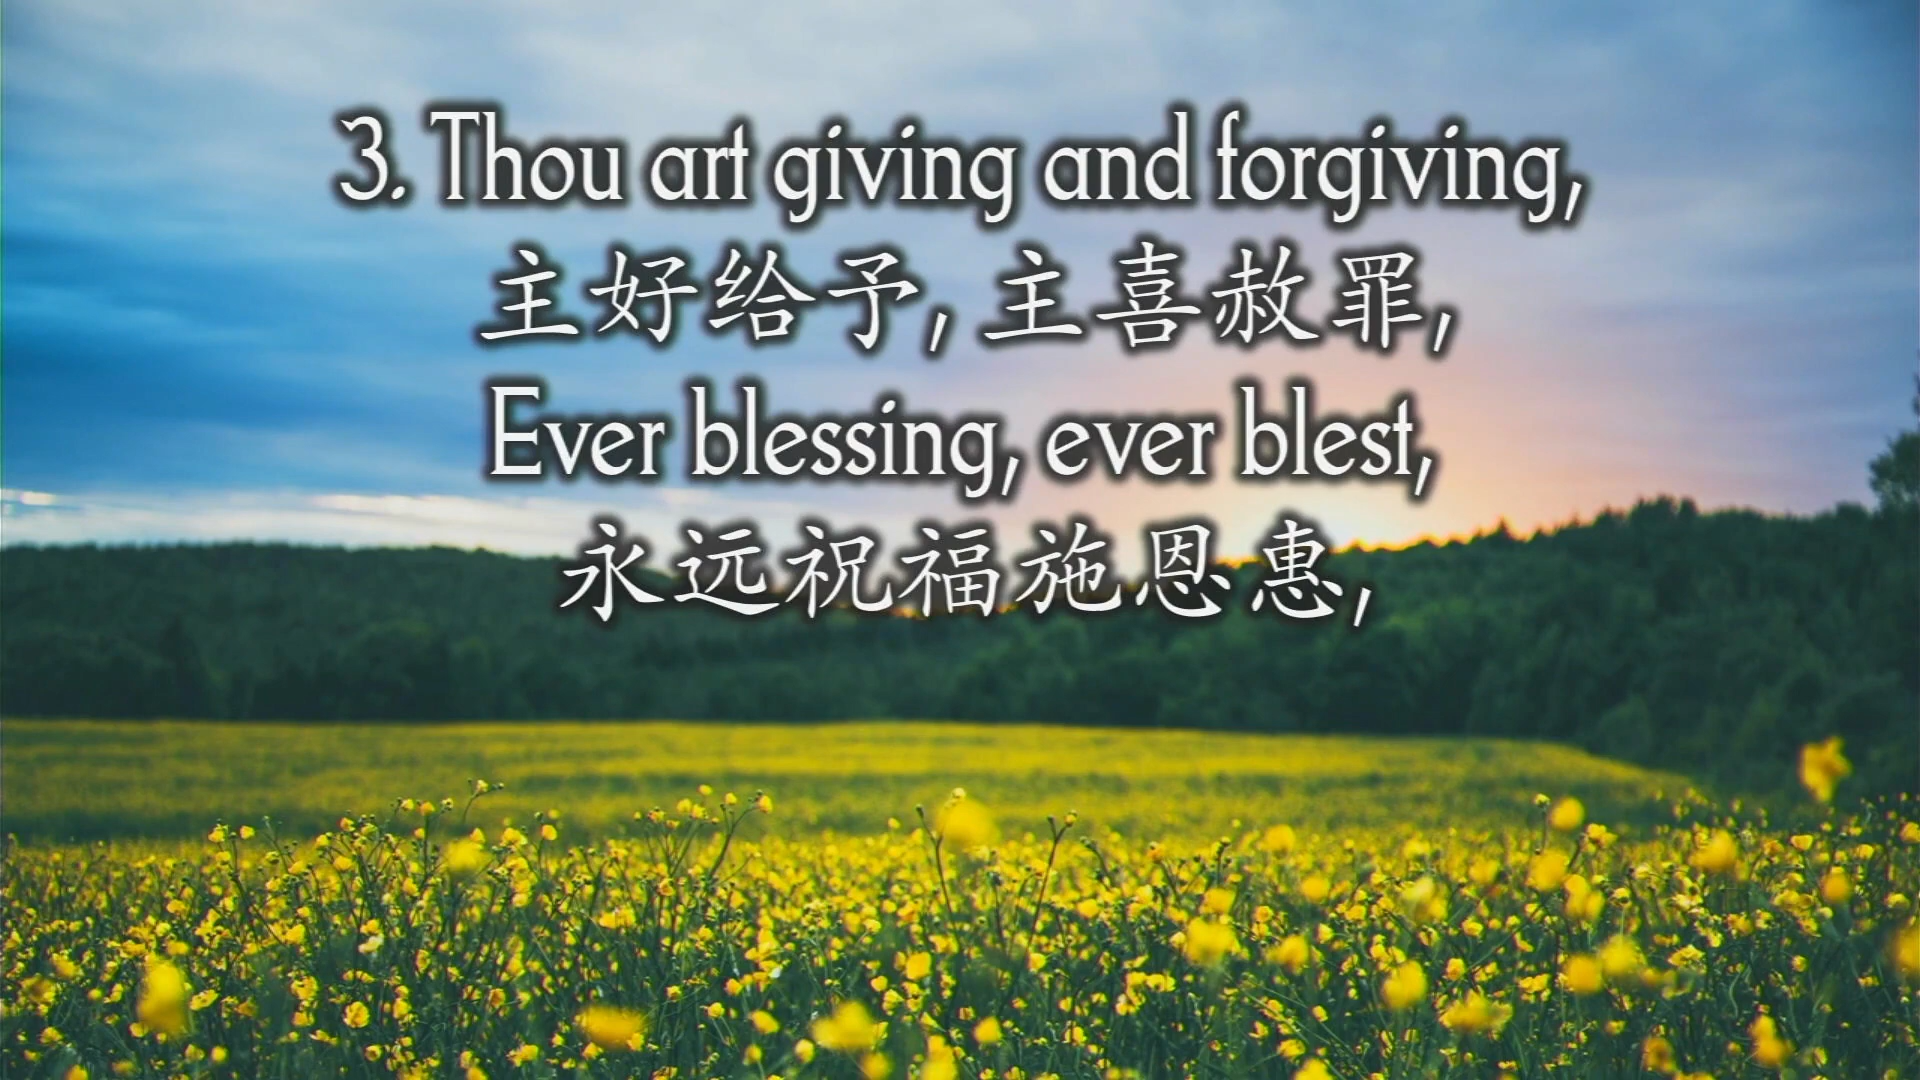 3. Thou art giving and forgiving,
主好给予, 主喜赦罪,
Ever blessing, ever blest,
永远祝福施恩惠,